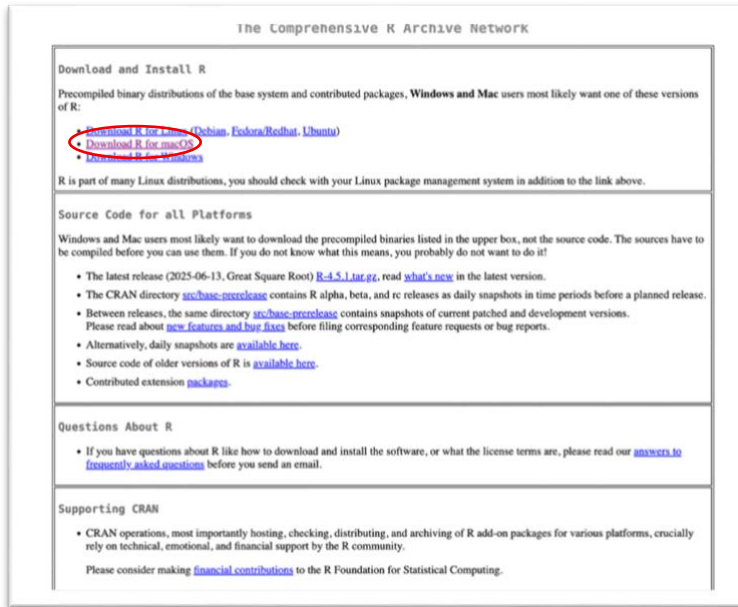 The Comprehensive R Archive Network
Download and Install R
Precompiled binary distributions of the base system and contributed packages, Windows and Mac users most likely want one of these versions
of R:
• Download R for Linux (Debian, Fedora/Redhat, Ubuntu)
• Download R for macOS
• Download R for Windows
R is part of many Linux distributions, you should check with your Linux package management system in addition to the link above.
Source Code for all Platforms
Windows and Mac users most likely want to download the precompiled binaries listed in the upper box, not the source code. The sources have to
be compiled before you can use them. If you do not know what this means, you probably do not want to do it!
• The latest release (2025-06-13, Great Square Root) R-4.5.1.tar.gz, read what's new in the latest version.
• The CRAN directory src/base-prerelease contains R alpha, beta, and rc releases as daily snapshots in time periods before a planned release.
• Between releases, the same directory src/base-prerelease contains snapshots of current patched and development versions.
Please read about new features and bug fixes before filing corresponding feature requests or bug reports.
• Alternatively, daily snapshots are available here.
• Source code of older versions of R is available here.
• Contributed extension packages.
Questions About R
• If you have questions about R like how to download and install the software, or what the license terms are, please read our answers to
frequently asked questions before you send an email.
Supporting CRAN
• CRAN operations, most importantly hosting, checking, distributing, and archiving of R add-on packages for various platforms, crucially
rely on technical, emotional, and financial support by the R community.
Please consider making financial contributions to the R Foundation for Statistical Computing.